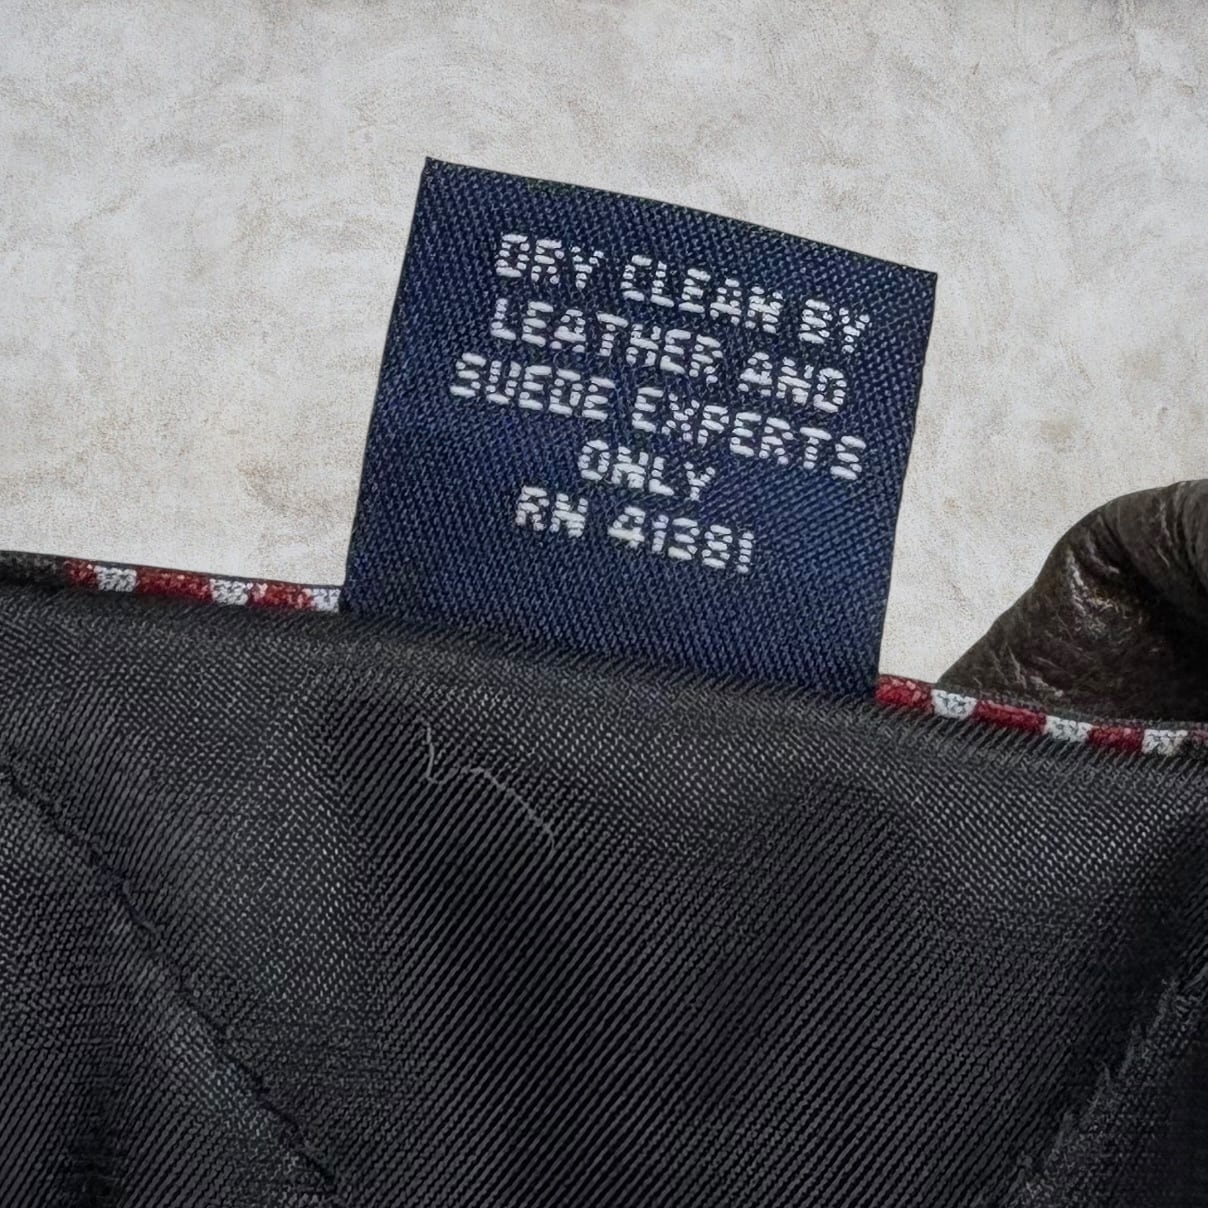 DRY CLEAN BY
LEATHER AND
SUEDE EXPERTS
ONLY
RN 41381